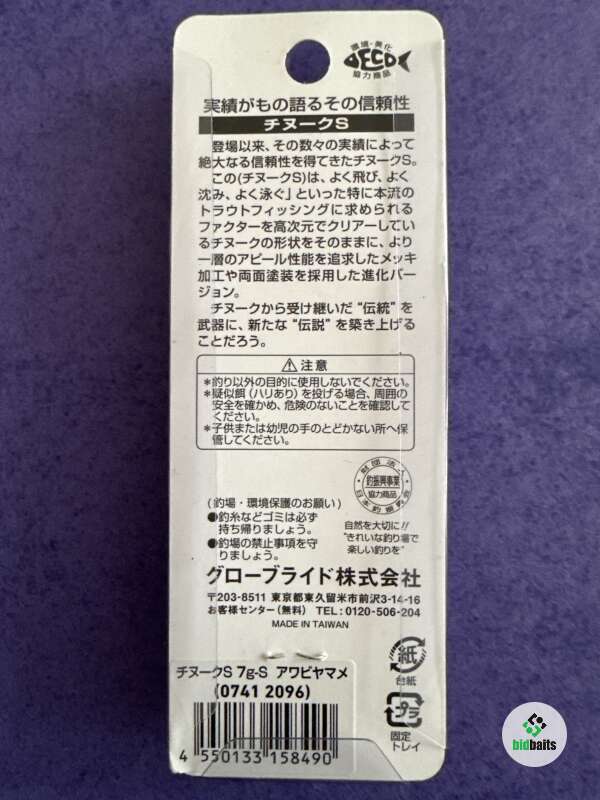 環境・美化
ECO
協力商品
実績がもの語るその信頼性
チヌークS
登場以来、その数々の実績によって
絶大なる信頼性を得てきたチヌークS。
この(チヌークS)は、よく飛び、よく
沈み、よく泳ぐ」といった特に本流の
トラウトフィッシングに求められる
ファクターを高次元でクリアーしてい
るチヌークの形状をそのままに、より
一層のアピール性能を追求したメッキ
加工や両面塗装を採用した進化バー
ジョン。
チヌークから受け継いだ“伝統”を
武器に、新たな“伝説”を築き上げる
ことだろう。
注意
*釣り以外の目的に使用しないでください。
*疑似餌(ハリあり)を投げる場合、周囲の
安全を確かめ、危険のないことを確認して
ください。
*子供または幼児の手のとどかない所へ保
管してください。
財団法人
釣振興事業
協力商品
日本釣振興会
(釣場・環境保護のお願い)
●釣糸などゴミは必ず
持ち帰りましょう。
●釣場の禁止事項を守
りましょう。
自然を大切に!!
“きれいな釣り場で
楽しい釣りを”
グローブライド株式会社
〒203-8511 東京都東久留米市前沢3-14-16
お客様センター(無料) TEL:0120-506-204
MADE IN TAIWAN
チヌークS 7g-S アワビヤマメ
(0741 2096)
4 550133 158490
紙
台紙
プラ
固定
トレイ
bidbaits